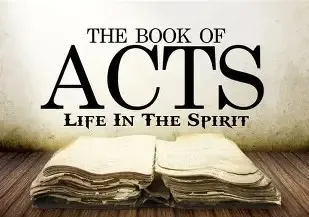 THE BOOK OF
ACTS
LIFE IN THE SPIRIT